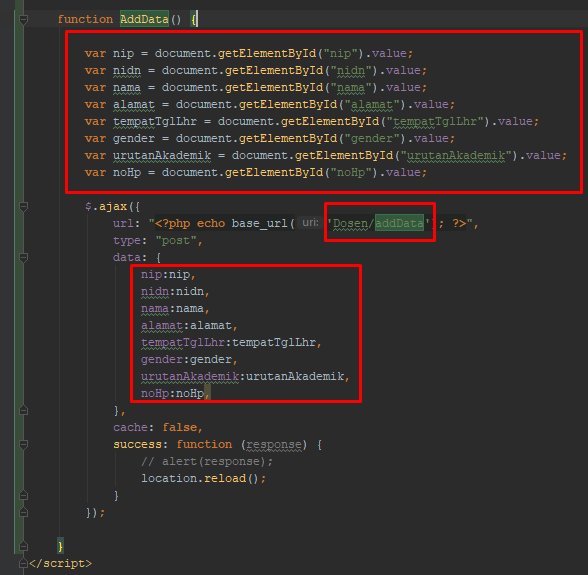 function AddData() {
var nip = document.getElementById("nip").value;
var nidn = document.getElementById("nidn").value;
var nama = document.getElementById("nama").value;
var alamat = document.getElementById("alamat").value;
var tempatTglLhr = document.getElementById("tempatTglLhr").value;
var gender = document.getElementById("gender").value;
var urutanAkademik = document.getElementById("urutanAkademik").value;
var noHp = document.getElementById("noHp").value;
$.ajax({
url: "<?php echo base_url( uri: 'Dosen/addData'); ?>",
type: "post",
data: {
nip:nip,
nidn:nidn,
nama:nama,
alamat:alamat,
tempatTglLhr:tempatTglLhr,
gender:gender,
urutanAkademik:urutanAkademik,
noHp:noHp,
},
cache: false,
success: function (response) {
// alert(response);
location.reload();
}
});
}
</script>